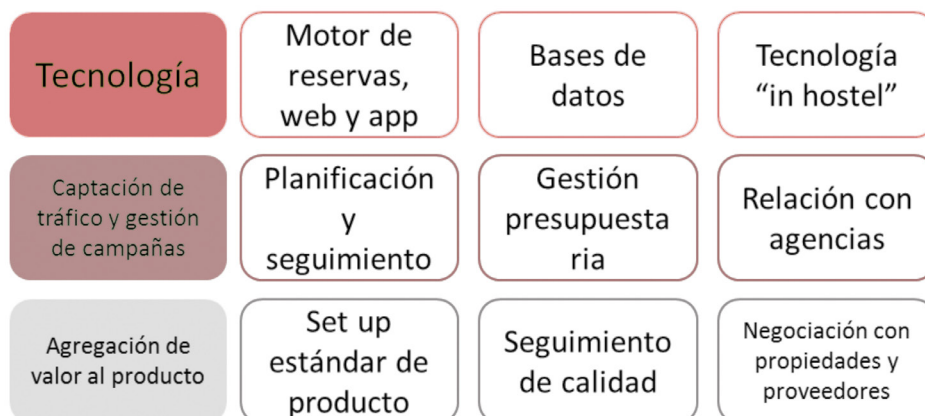 Tecnología
Motor de
reservas,
web y app
Bases de
datos
Tecnología
“in hostel”
Captación de
tráfico y gestión
de campañas
Planificación
y
seguimiento
Gestión
presupuesta
ria
Relación con
agencias
Agregación de
valor al producto
Set up
estándar de
producto
Seguimiento
de calidad
Negociación con
propiedades y
proveedores